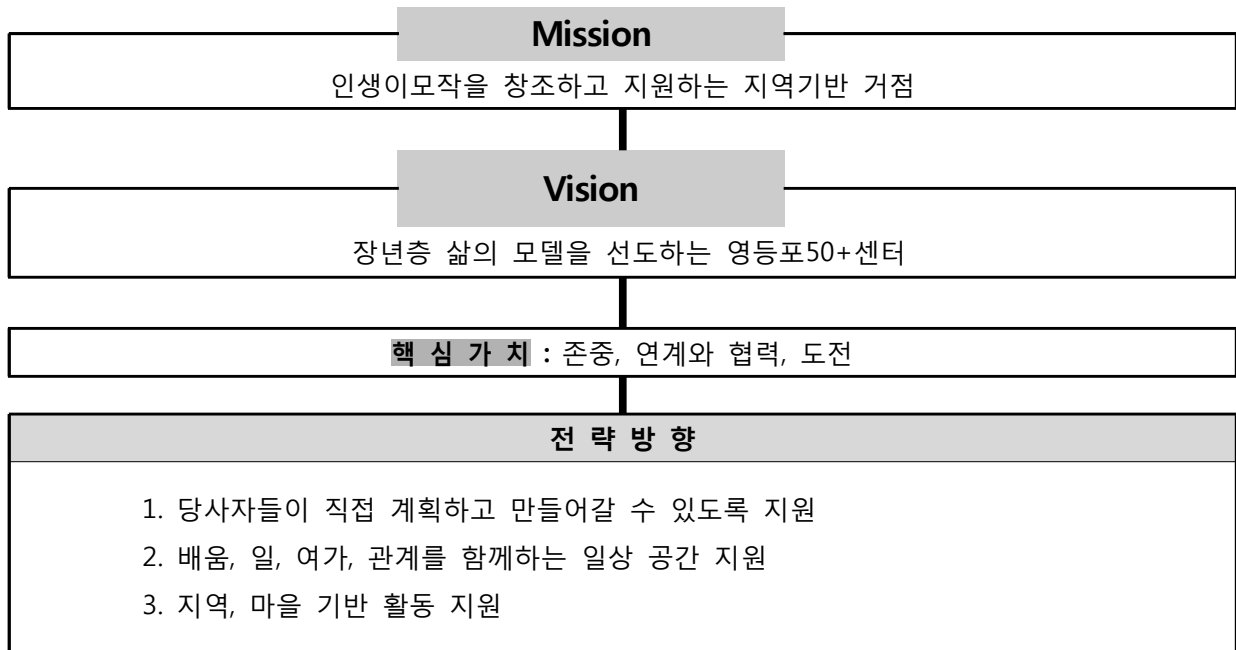 Mission
인생이모작을 창조하고 지원하는 지역기반 거점
Vision
장년층 삶의 모델을 선도하는 영등포50+센터
핵 심 가 치 : 존중, 연계와 협력, 도전
전 략 방 향
1. 당사자들이 직접 계획하고 만들어갈 수 있도록 지원
2. 배움, 일, 여가, 관계를 함께하는 일상 공간 지원
3. 지역, 마을 기반 활동 지원